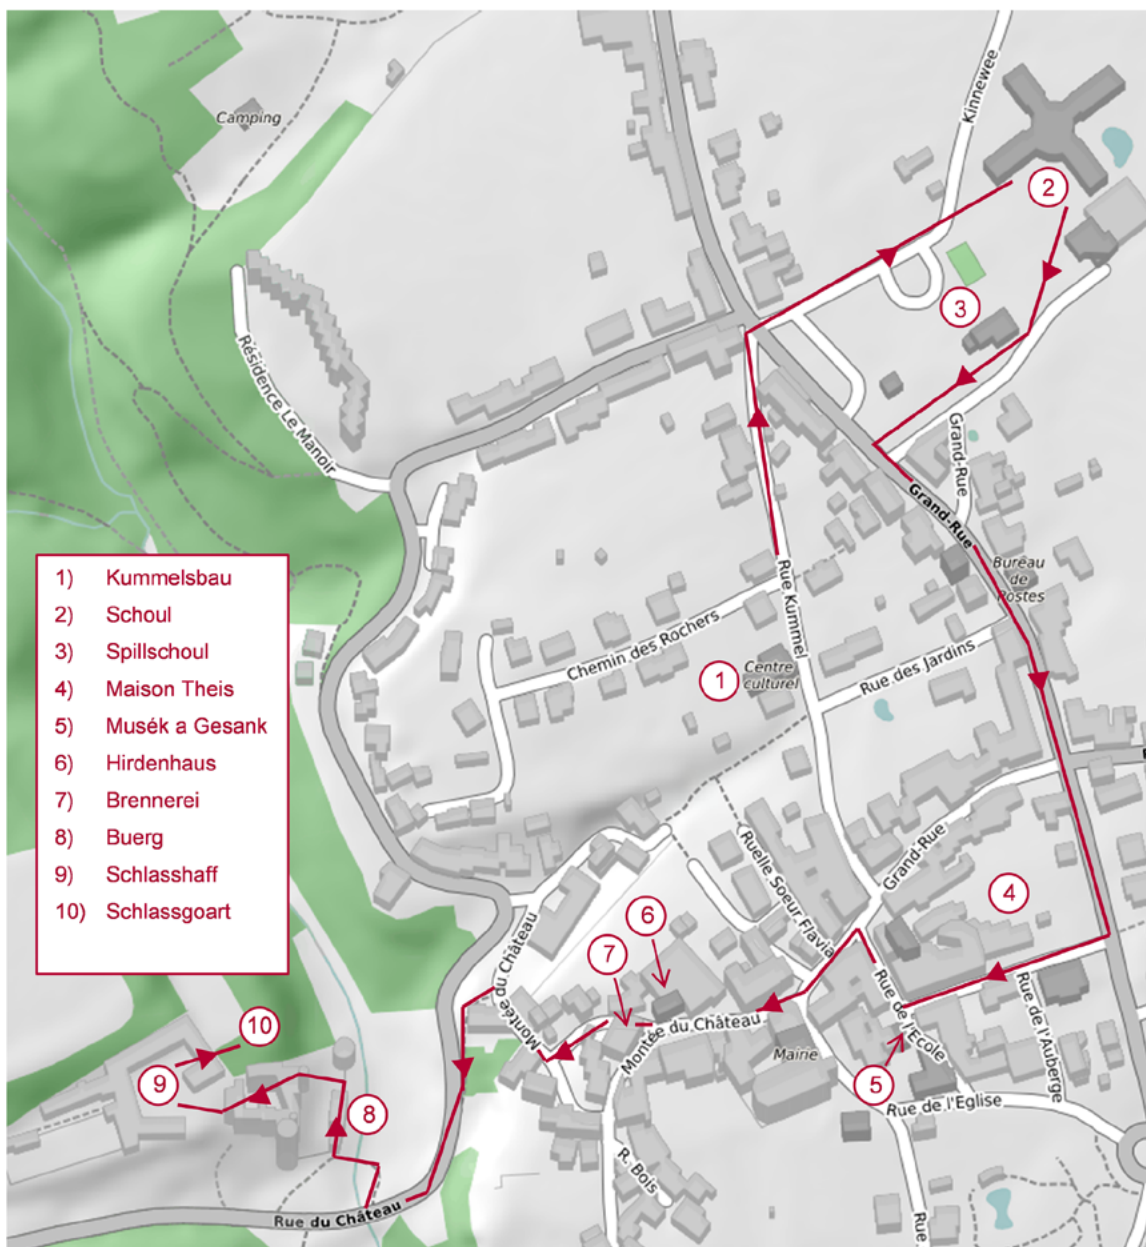 Camping
Kinnewee
2
3
Résidence Le Manoir
Grand-Rue
Grand-Rue
Bureau
de
Postes
Rue Kummel
Chemin des Rochers
1
Centre
culturel
Rue des Jardins
1) Kummelsbau
2) Schoul
3) Spillschoul
4) Maison Theis
5) Musék a Gesank
6) Hirdenhaus
7) Brennerei
8) Buerg
9) Schlasshaff
10) Schlassgoart
Grand-Rue
Ruelle Soeur Flavia
4
6
7
Montée du Château
Montée du Château
Montée du Château
Rue de l'Ecole
Rue de l'Auberge
Mairie
5
Rue de l'Eglise
10
9
8
R. Bois
Rue
Rue du Château